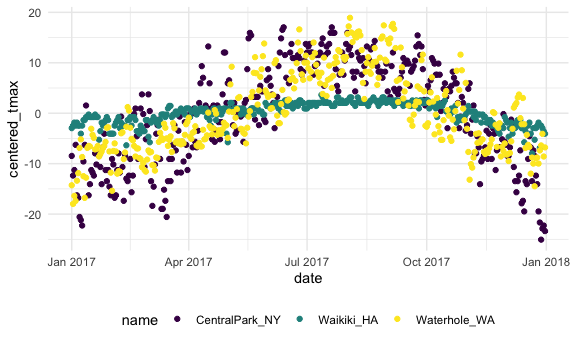 20
10
0
-10
-20
centered_tmax
Jan 2017 Apr 2017 Jul 2017 Oct 2017 Jan 2018
date
name CentralPark_NY Waikiki_HA Waterhole_WA